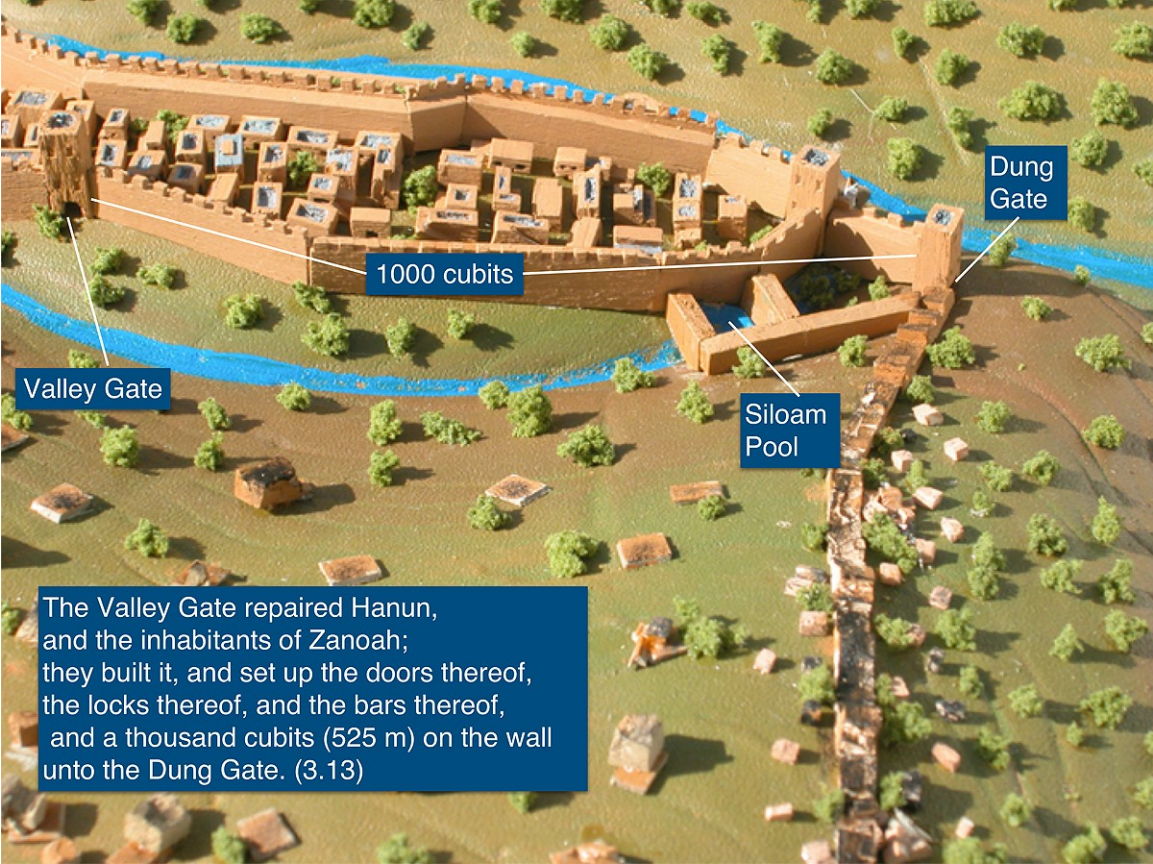 Dung
Gate
1000 cubits
Valley Gate
Siloam
Pool
The Valley Gate repaired Hanun,
and the inhabitants of Zanoah;
they built it, and set up the doors thereof,
the locks thereof, and the bars thereof,
and a thousand cubits (525 m) on the wall
unto the Dung Gate. (3.13)